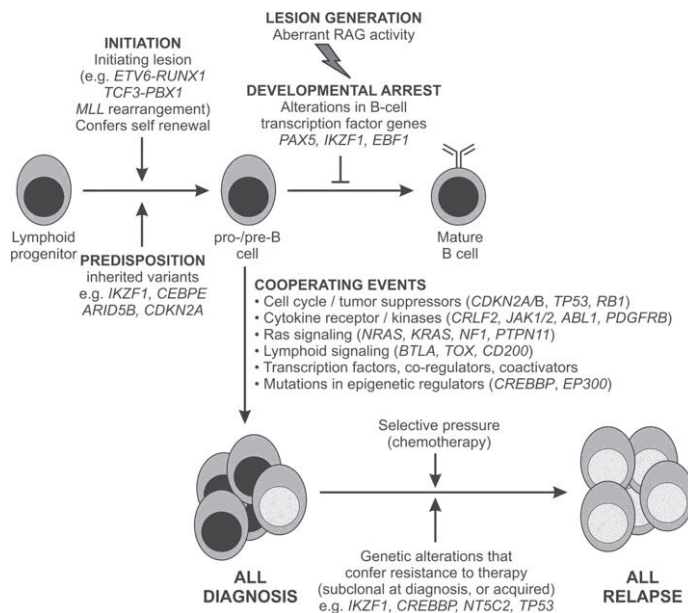 LESION GENERATION
Aberrant RAG activity
INITIATION
Initiating lesion
(e.g. ETV6-RUNX1
TCF3-PBX1
MLL rearrangement)
Confers self renewal
DEVELOPMENTAL ARREST
Alterations in B-cell
transcription factor genes
PAX5, IKZF1, EBF1
Lymphoid
progenitor
pro-/pre-B
cell
Mature
B cell
PREDISPOSITION
inherited variants
e.g. IKZF1, CEBPE
ARID5B, CDKN2A
COOPERATING EVENTS
• Cell cycle / tumor suppressors (CDKN2A/B, TP53, RB1)
• Cytokine receptor / kinases (CRLF2, JAK1/2, ABL1, PDGFRB)
• Ras signaling (NRAS, KRAS, NF1, PTPN11)
• Lymphoid signaling (BTLA, TOX, CD200)
• Transcription factors, co-regulators, coactivators
• Mutations in epigenetic regulators (CREBBP, EP300)
Selective pressure
(chemotherapy)
Genetic alterations that
confer resistance to therapy
(subclonal at diagnosis, or acquired)
e.g. IKZF1, CREBBP, NT5C2, TP53
ALL
DIAGNOSIS
ALL
RELAPSE